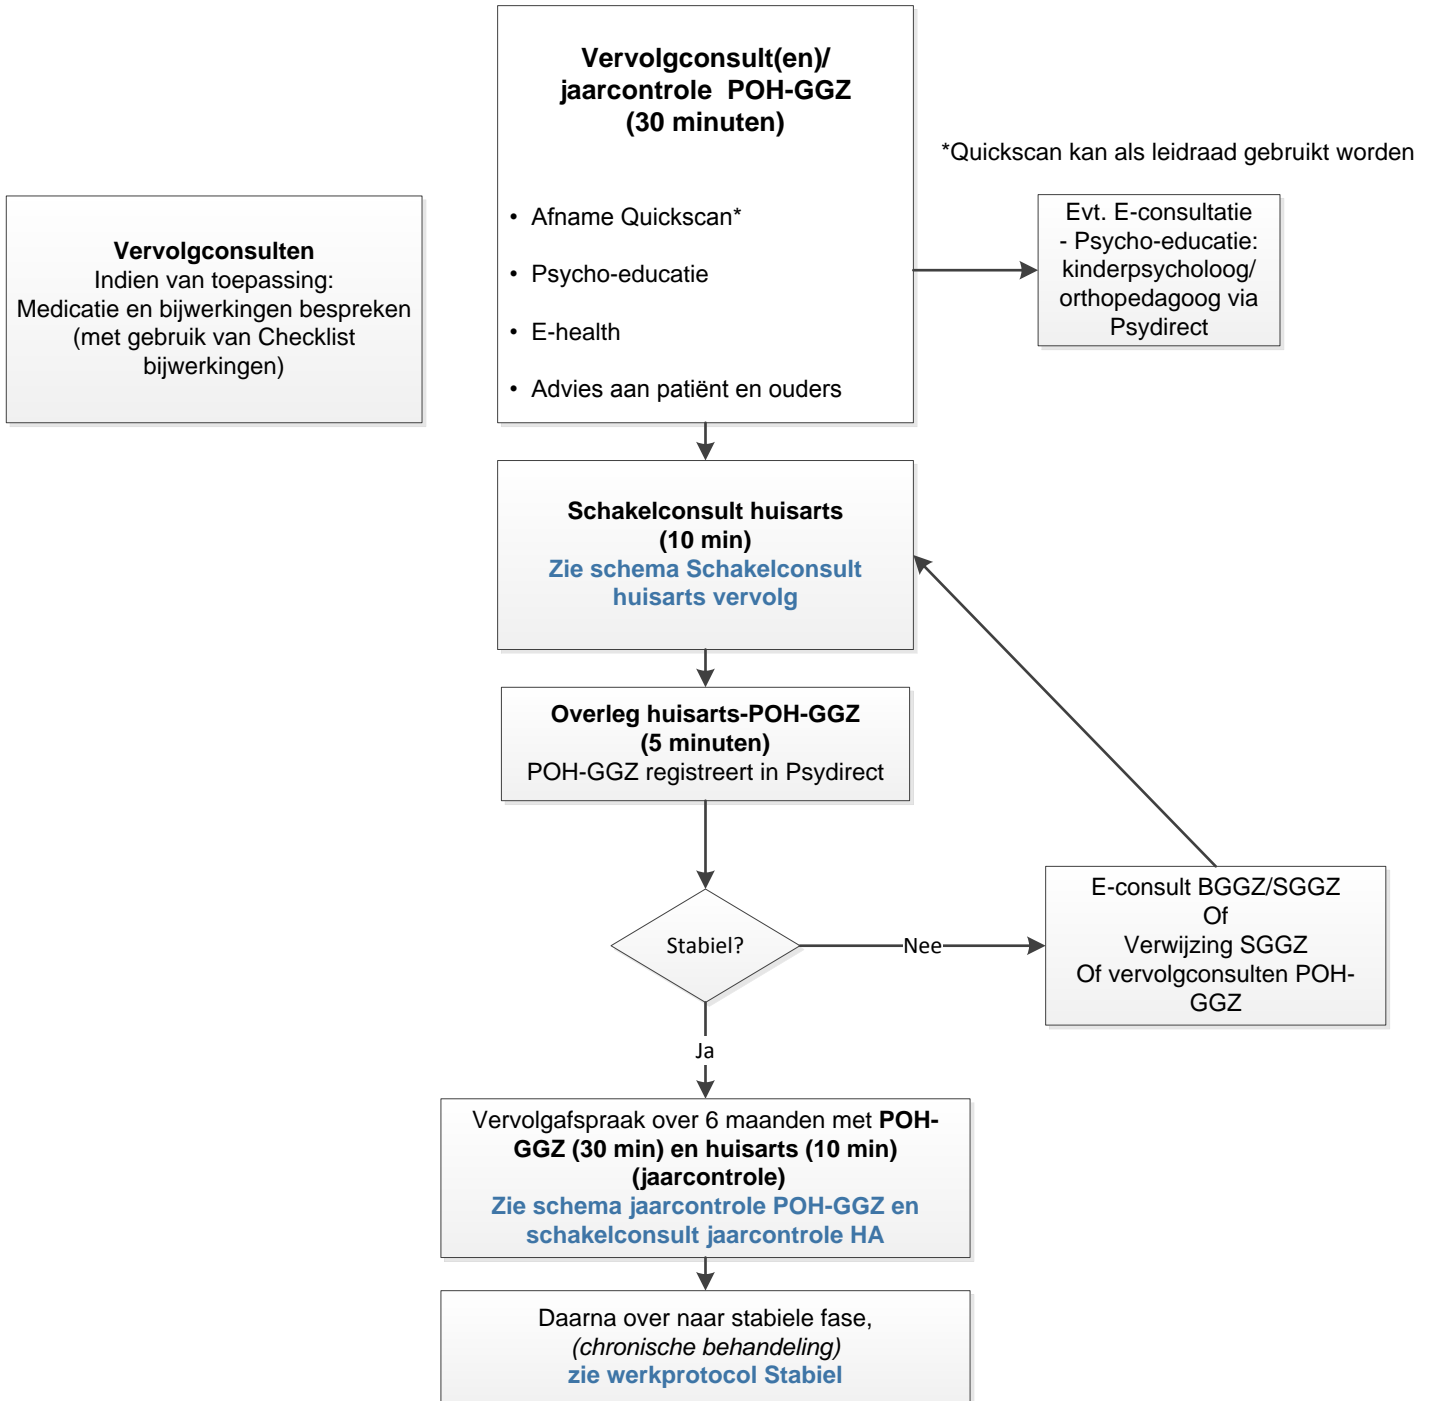 Vervolgconsult(en)/
jaarcontrole  POH-GGZ
(30 minuten)
• Afname Quickscan*
• Psycho-educatie
• E-health
• Advies aan patiënt en ouders
*Quickscan kan als leidraad gebruikt worden
Evt. E-consultatie
- Psycho-educatie:
kinderpsycholoog/
orthopedagoog via
Psydirect
Vervolgconsulten
Indien van toepassing:
Medicatie en bijwerkingen bespreken
(met gebruik van Checklist
bijwerkingen)
Schakelconsult huisarts
(10 min)
Zie schema Schakelconsult
huisarts vervolg
Overleg huisarts-POH-GGZ
(5 minuten)
POH-GGZ registreert in Psydirect
Stabiel?
Nee
E-consult BGGZ/SGGZ
Of
Verwijzing SGGZ
Of vervolgconsulten POH-
GGZ
Ja
Vervolgafspraak over 6 maanden met POH-
GGZ (30 min) en huisarts (10 min)
(jaarcontrole)
Zie schema jaarcontrole POH-GGZ en
schakelconsult jaarcontrole HA
Daarna over naar stabiele fase,
(chronische behandeling)
zie werkprotocol Stabiel